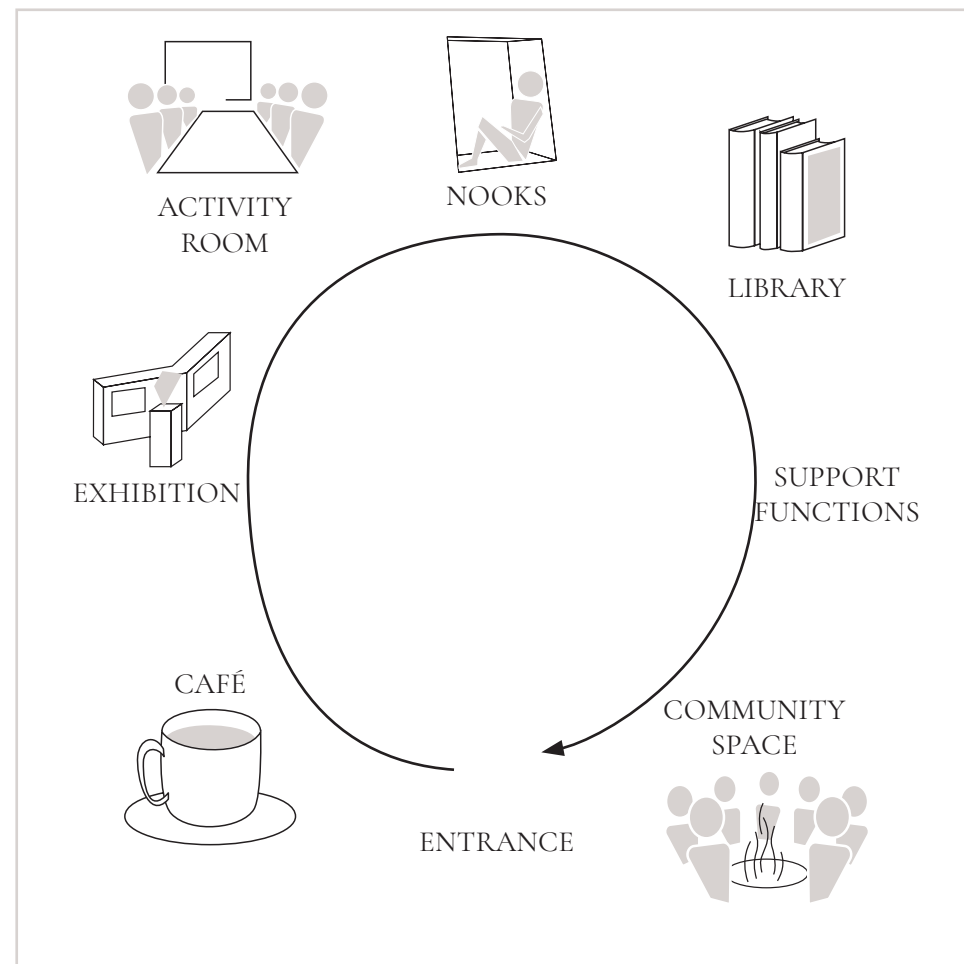 ACTIVITY
ROOM
NOOKS
LIBRARY
EXHIBITION
SUPPORT
FUNCTIONS
CAFÉ
COMMUNITY
SPACE
ENTRANCE